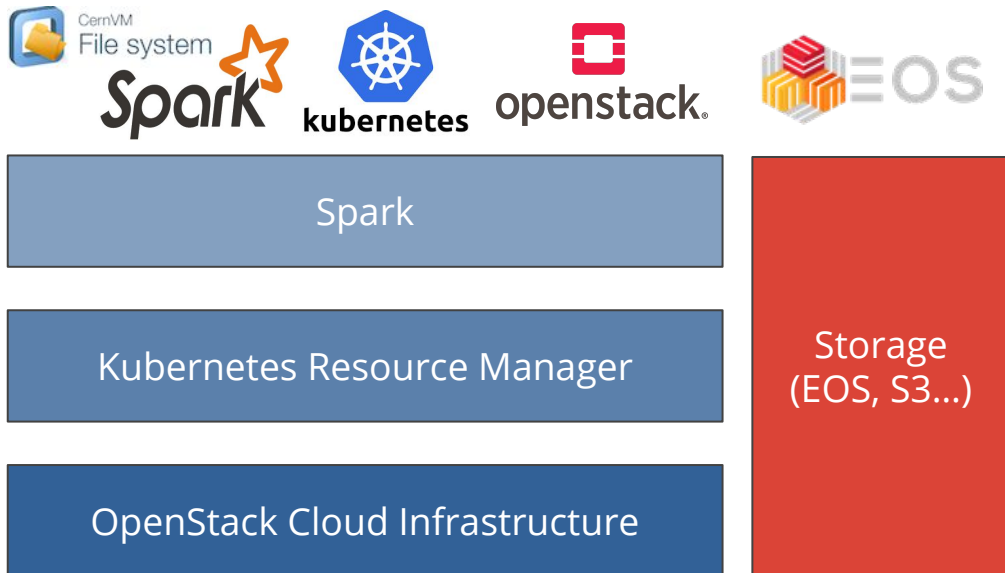 CernVM
File system
Spark
kubernetes
openstack.
EOS
Spark
Kubernetes Resource Manager
OpenStack Cloud Infrastructure
Storage
(EOS, S3...)